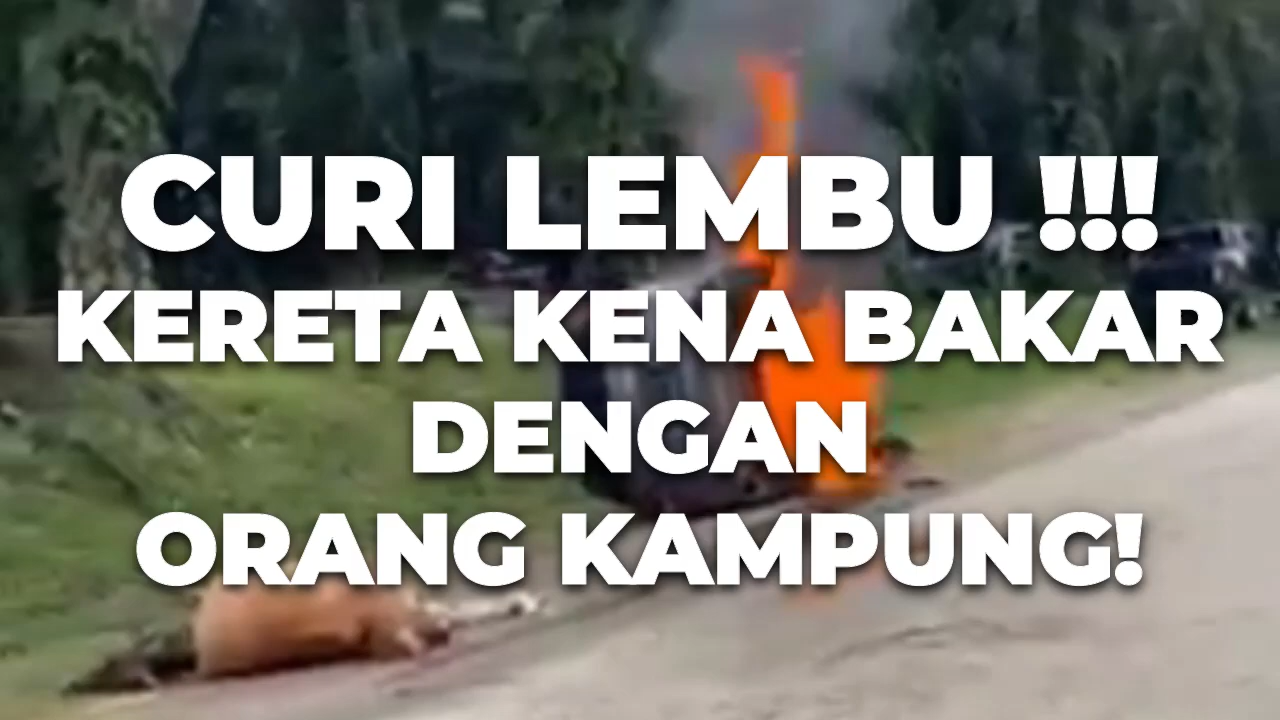 CURI LEMBU !!!
KERETA KENA BAKAR
DENGAN
ORANG KAMPUNG!